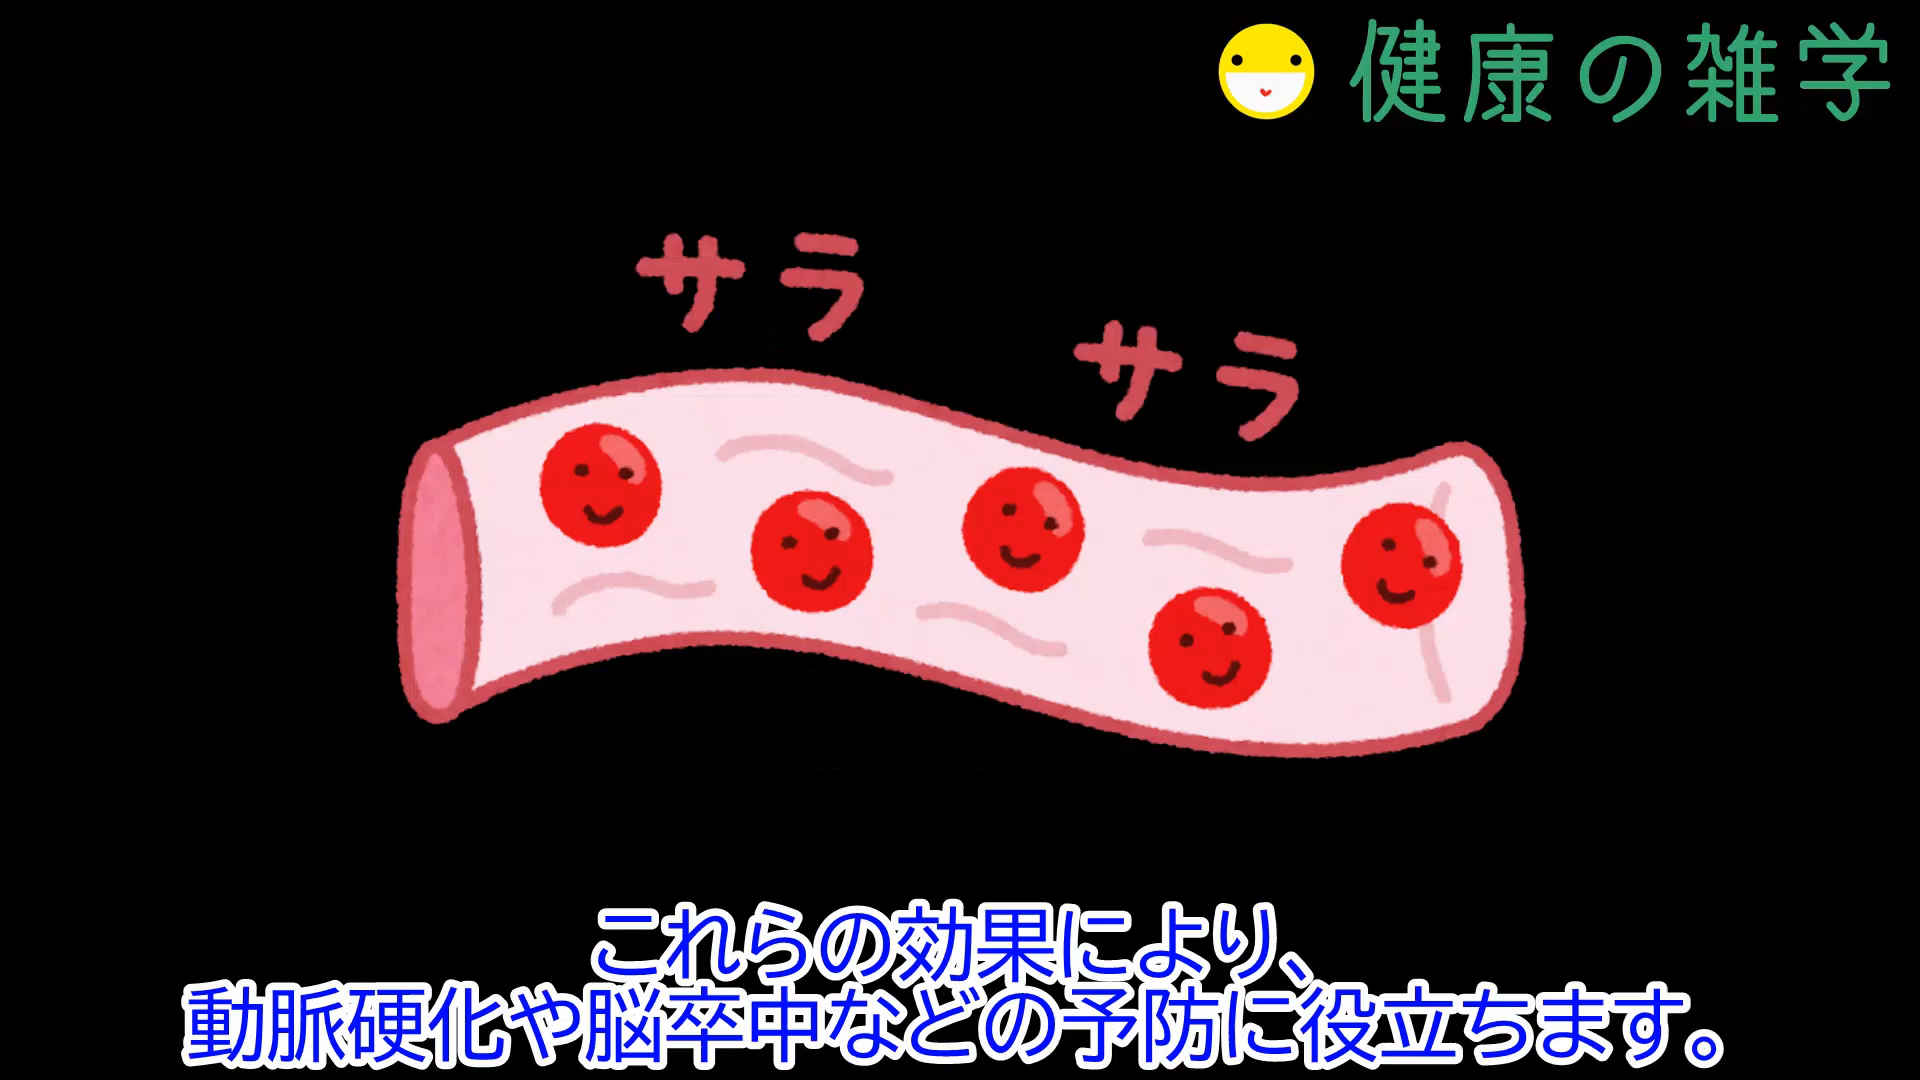 健康の雑学
サラ
サラ
これらの効果により、
動脈硬化や脳卒中などの予防に役立ちます。